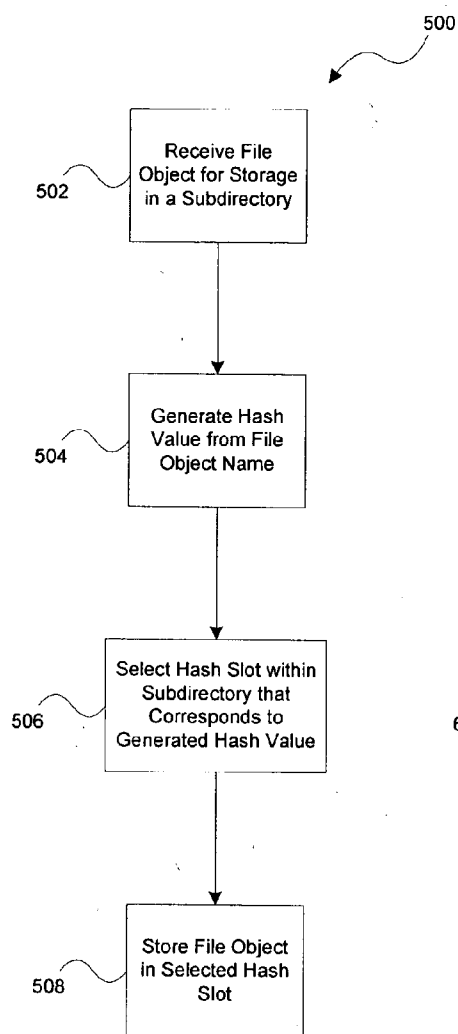 500
Receive File
Object for Storage
in a Subdirectory
502
Generate Hash
Value from File
Object Name
504
Select Hash Slot within
Subdirectory that
Corresponds to
Generated Hash Value
506
6
Store File Object
in Selected Hash
Slot
508